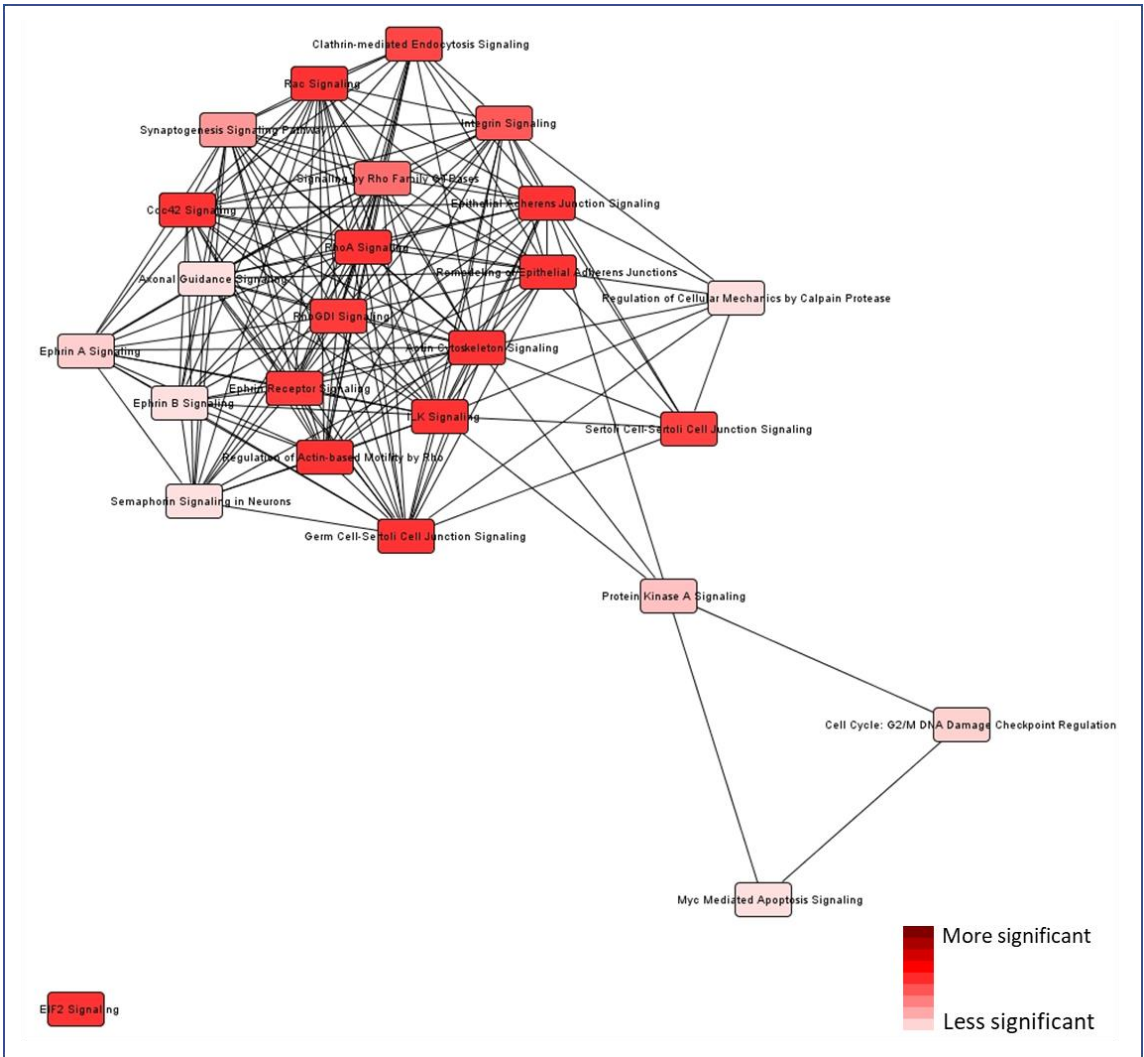 Clathrin-mediated Endocytosis Signaling
Rac Signaling
Integrin Signaling
Synaptogenesis Signaling Pathway
Signaling by Rho Family GTPases
Epithelial Adherens Junction Signaling
Cdc42 Signaling
RhoA Signaling
Remodeling of Epithelial Adherens Junctions
Axonal Guidance Signaling
Regulation of Cellular Mechanics by Calpain Protease
RhoGDI Signaling
Actin Cytoskeleton Signaling
Ephrin A Signaling
Ephrin Receptor Signaling
Ephrin B Signaling
ILK Signaling
Sertoli Cell-Sertoli Cell Junction Signaling
Regulation of Actin-based Motility by Rho
Semaphorin Signaling in Neurons
Germ Cell-Sertoli Cell Junction Signaling
Protein Kinase A Signaling
Cell Cycle: G2/M DNA Damage Checkpoint Regulation
Myc Mediated Apoptosis Signaling
More significant
EIF2 Signaling
Less significant